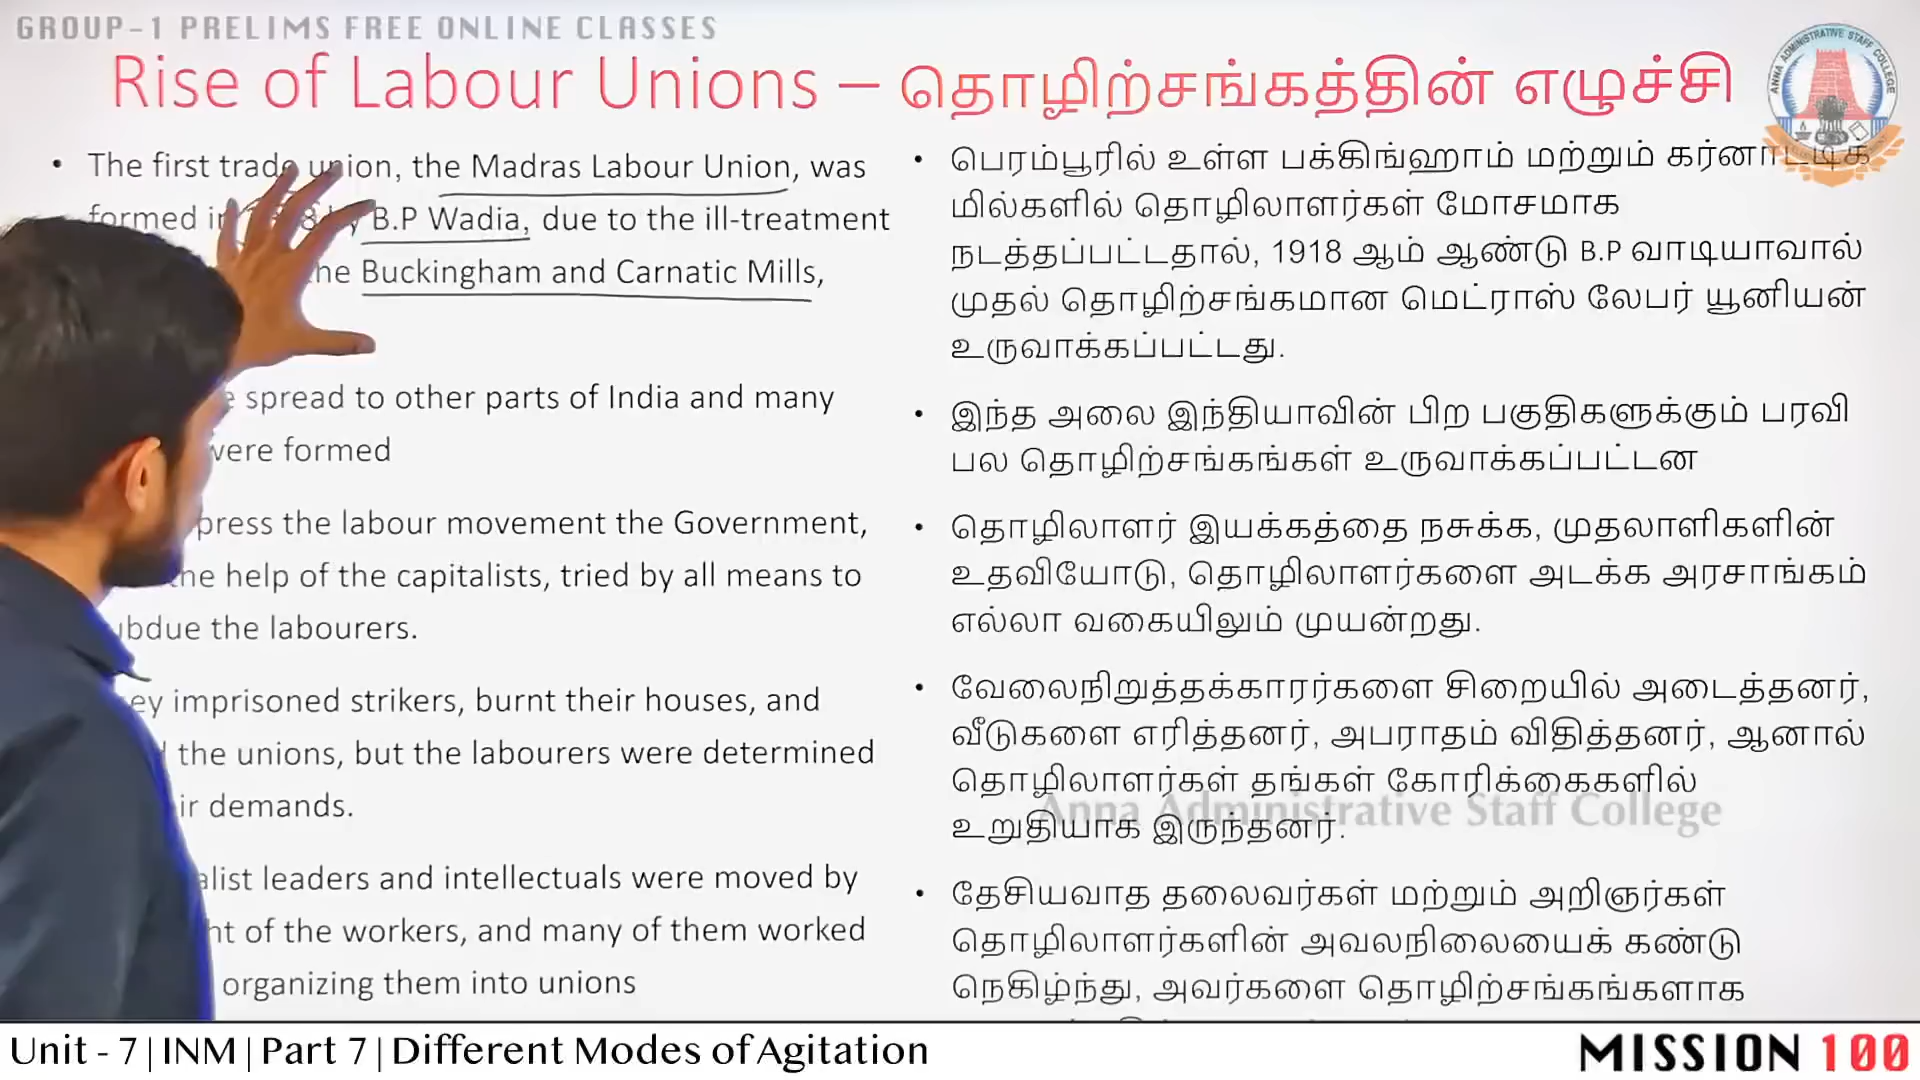 GROUP-1 PRELIMS FREE ONLINE CLASSES
Rise of Labour Unions – தொழிற்சங்கத்தின் எழுச்சி
ANNA ADMINISTRATIVE STAFF COLLEGE
• The first trade union, the Madras Labour Union, was
formed in by B.P Wadia, due to the ill-treatment
Buckingham and Carnatic Mills,
spread to other parts of India and many
were formed
the labour movement the Government,
help of the capitalists, tried by all means to
the labourers.
imprisoned strikers, burnt their houses, and
the unions, but the labourers were determined
demands.
leaders and intellectuals were moved by
of the workers, and many of them worked
organizing them into unions
• பெரம்பூரில் உள்ள பக்கிங்ஹாம் மற்றும் கர்னாட்டிக்
மில்களில் தொழிலாளர்கள் மோசமாக
நடத்தப்பட்டதால், 1918 ஆம் ஆண்டு B.P வாடியாவால்
முதல் தொழிற்சங்கமான மெட்ராஸ் லேபர் யூனியன்
உருவாக்கப்பட்டது.
• இந்த அலை இந்தியாவின் பிற பகுதிகளுக்கும் பரவி
பல தொழிற்சங்கங்கள் உருவாக்கப்பட்டன
• தொழிலாளர் இயக்கத்தை நசுக்க, முதலாளிகளின்
உதவியோடு, தொழிலாளர்களை அடக்க அரசாங்கம்
எல்லா வகையிலும் முயன்றது.
• வேலைநிறுத்தக்காரர்களை சிறையில் அடைத்தனர்,
வீடுகளை எரித்தனர், அபராதம் விதித்தனர், ஆனால்
தொழிலாளர்கள் தங்கள் கோரிக்கைகளில்
உறுதியாக இருந்தனர்.
Anna Administrative Staff College
• தேசியவாத தலைவர்கள் மற்றும் அறிஞர்கள்
தொழிலாளர்களின் அவலநிலையைக் கண்டு
நெகிழ்ந்து, அவர்களை தொழிற்சங்கங்களாக
Unit - 7 | INM | Part 7 | Different Modes of Agitation
MISSION 100